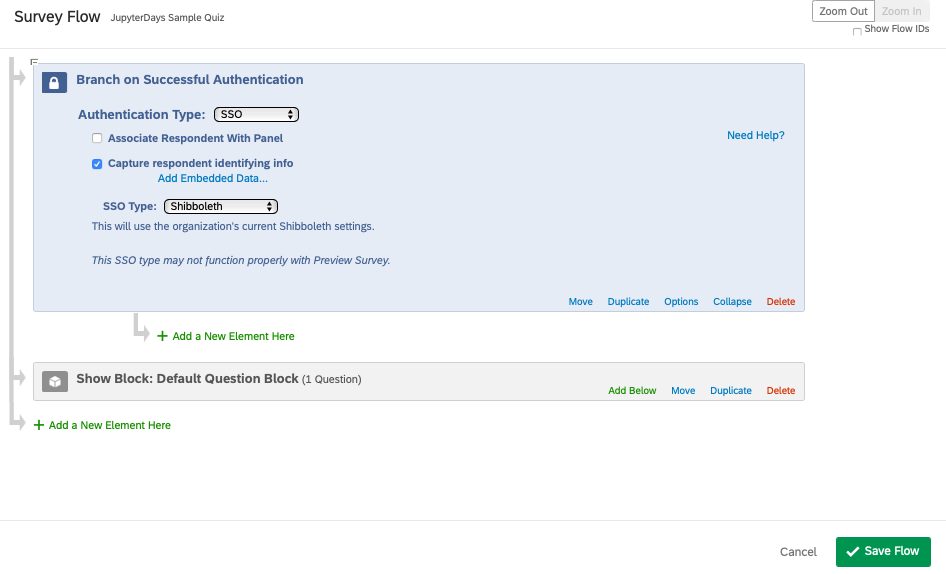 Survey Flow JupyterDays Sample Quiz
Zoom Out Zoom In
Show Flow IDs
Branch on Successful Authentication
Authentication Type: SSO
Associate Respondent With Panel
Need Help?
Capture respondent identifying info
Add Embedded Data...
SSO Type: Shibboleth
This will use the organization's current Shibboleth settings.
This SSO type may not function properly with Preview Survey.
Move Duplicate Options Collapse Delete
+ Add a New Element Here
Show Block: Default Question Block (1 Question)
Add Below Move Duplicate Delete
+ Add a New Element Here
Cancel Save Flow